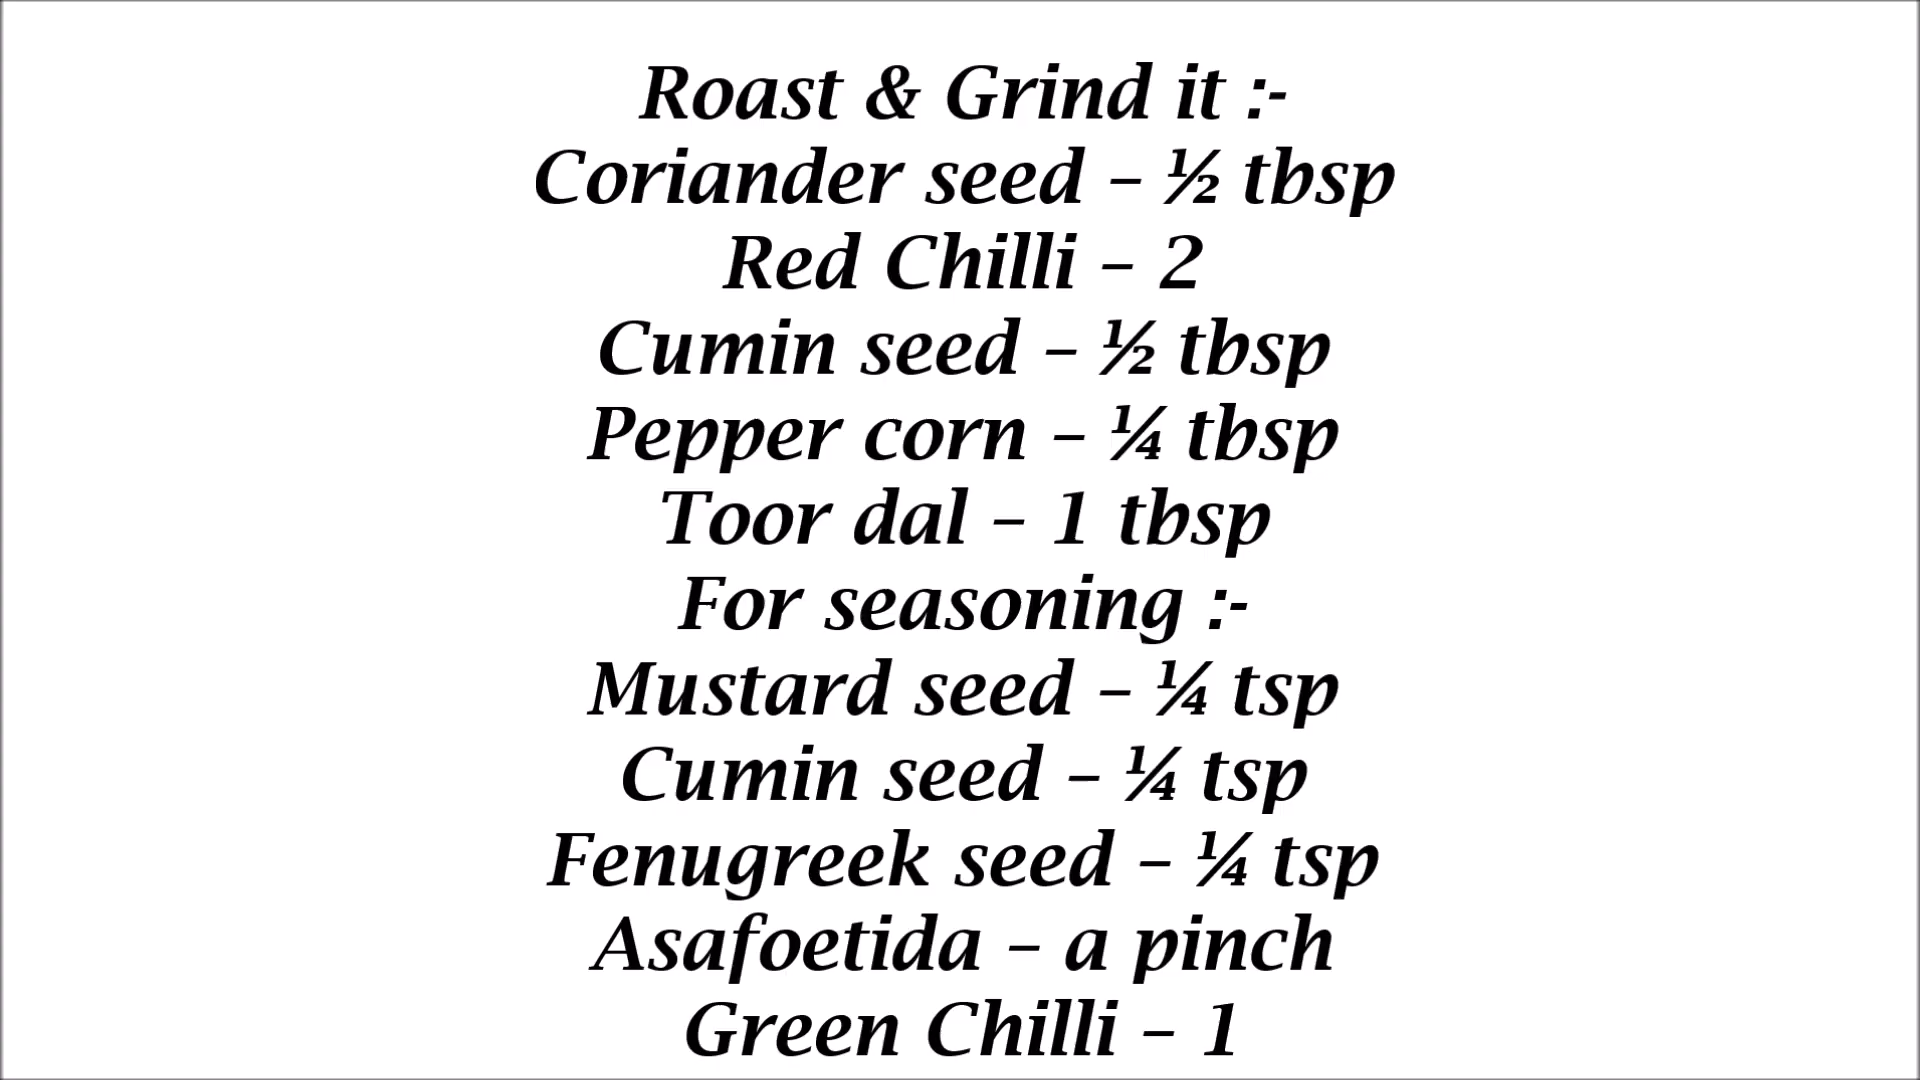 Roast & Grind it :-
Coriander seed – ½ tbsp
Red Chilli – 2
Cumin seed – ½ tbsp
Pepper corn – ¼ tbsp
Toor dal – 1 tbsp
For seasoning :-
Mustard seed – ¼ tsp
Cumin seed – ¼ tsp
Fenugreek seed – ¼ tsp
Asafoetida – a pinch
Green Chilli – 1